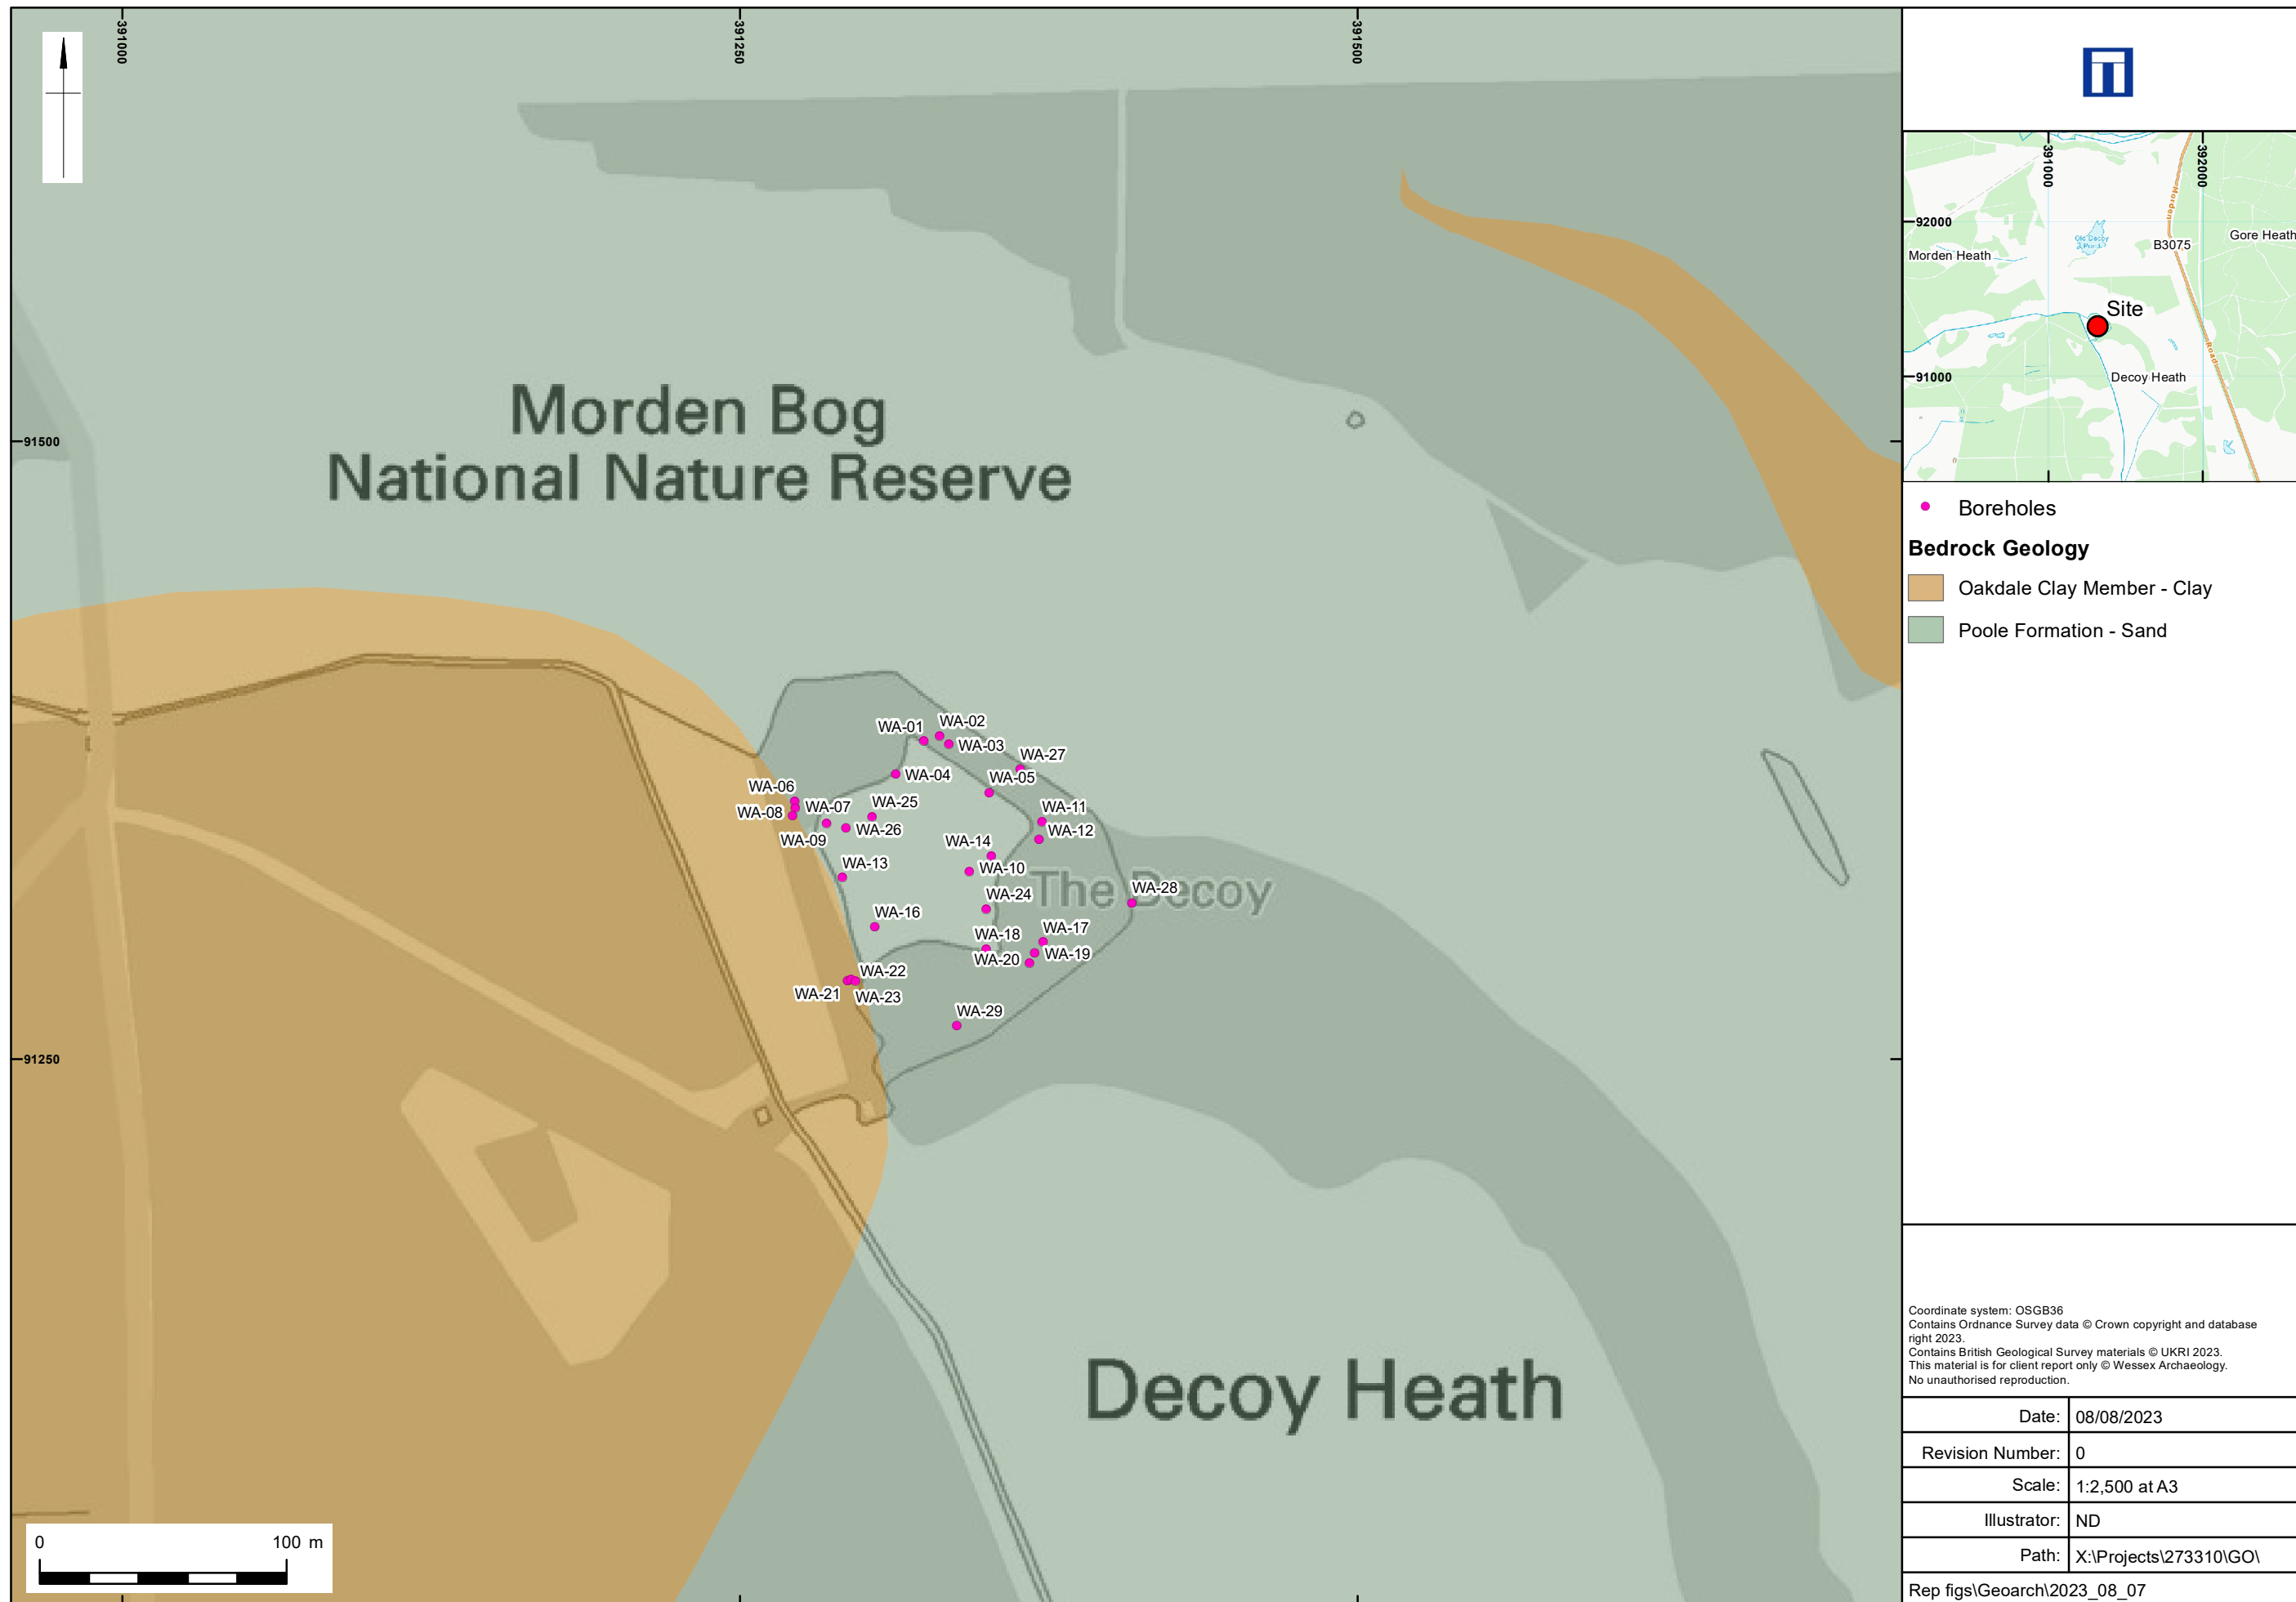 391000
391250
391500
91500
91250
Morden Bog
National Nature Reserve
WA-01
WA-02
WA-03
WA-27
WA-04
WA-05
WA-06
WA-07
WA-08
WA-25
WA-26
WA-09
WA-11
WA-12
WA-13
WA-14
WA-10
The Decoy
WA-28
WA-24
WA-16
WA-17
WA-18
WA-19
WA-20
WA-22
WA-21
WA-23
WA-29
Decoy Heath
0 100 m
391000
392000
92000
91000
Morden
Old Decoy
Pond
B3075
Gore Heath
Morden Heath
Site
Decoy Heath
Road
Boreholes
Bedrock Geology
Oakdale Clay Member - Clay
Poole Formation - Sand
Coordinate system: OSGB36
Contains Ordnance Survey data © Crown copyright and database
right 2023.
Contains British Geological Survey materials © UKRI 2023.
This material is for client report only © Wessex Archaeology.
No unauthorised reproduction.
Date: 08/08/2023
Revision Number: 0
Scale: 1:2,500 at A3
Illustrator: ND
Path: X:\Projects\273310\GO\
Rep figs\Geoarch\2023_08_07